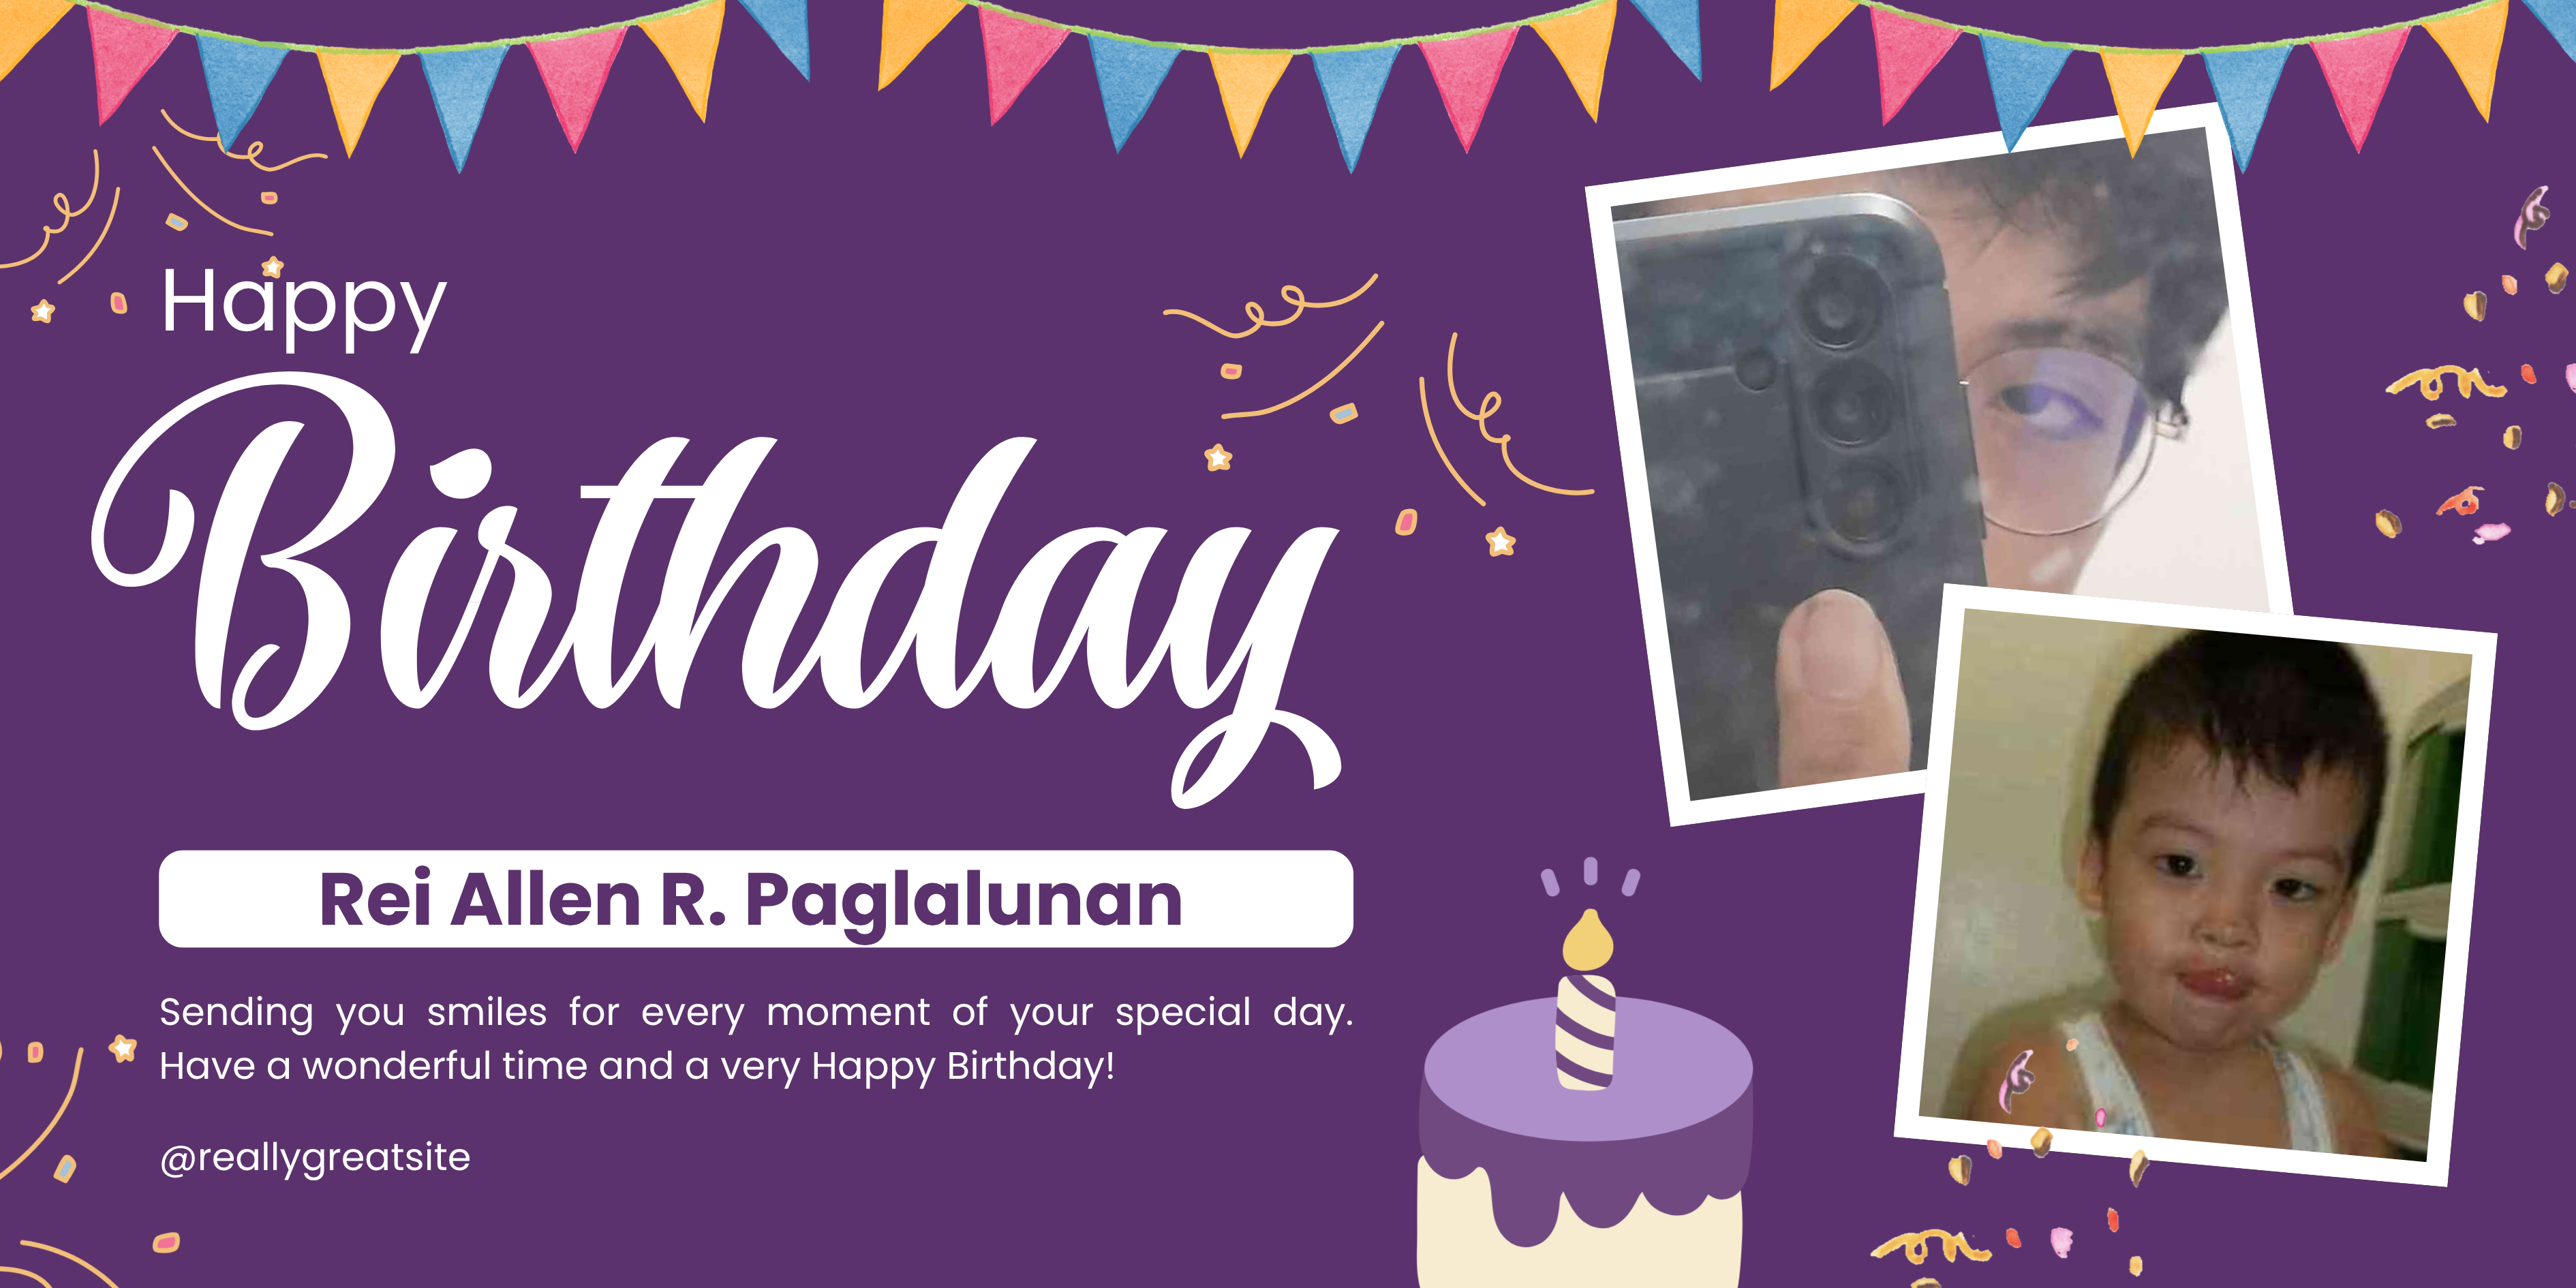 Happy
Birthday
Rei Allen R. Paglalunan
Sending you smiles for every moment of your special day.
Have a wonderful time and a very Happy Birthday!
@reallygreatsite